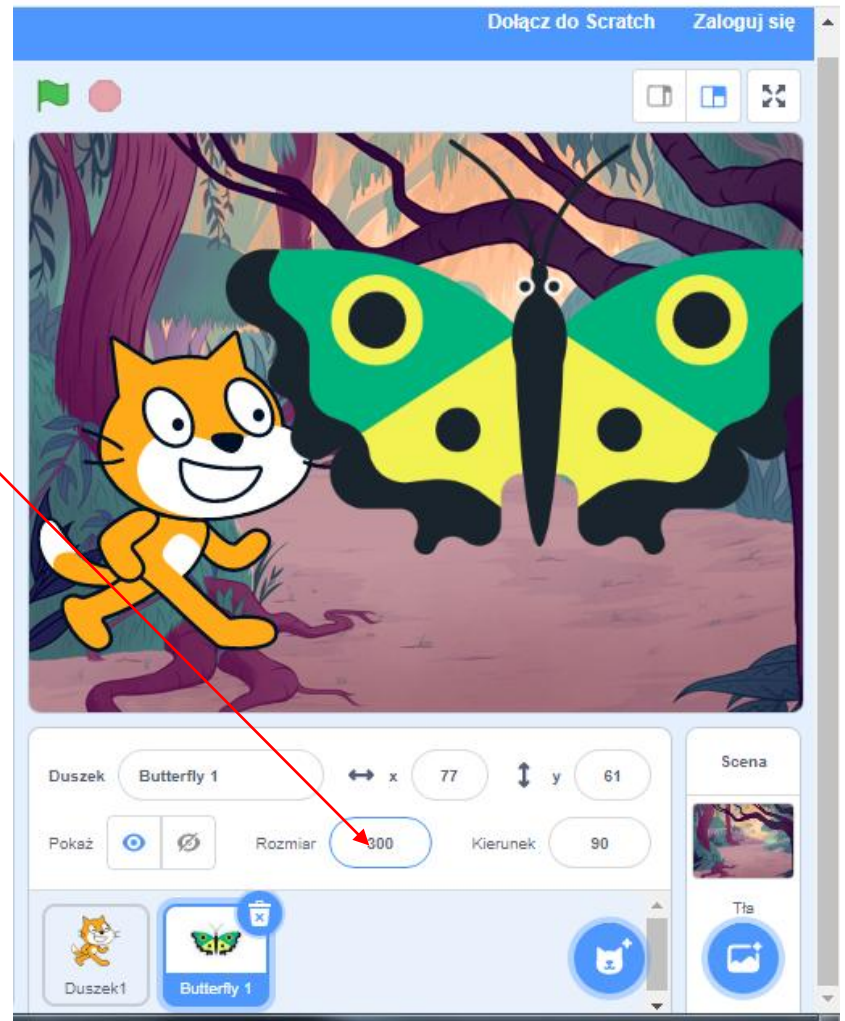 Dołącz do Scratch Zaloguj się
Duszek Butterfly 1 x 77 y 61
Scena
Pokaż Rozmiar 300 Kierunek 90
Tła
Duszek1 Butterfly 1